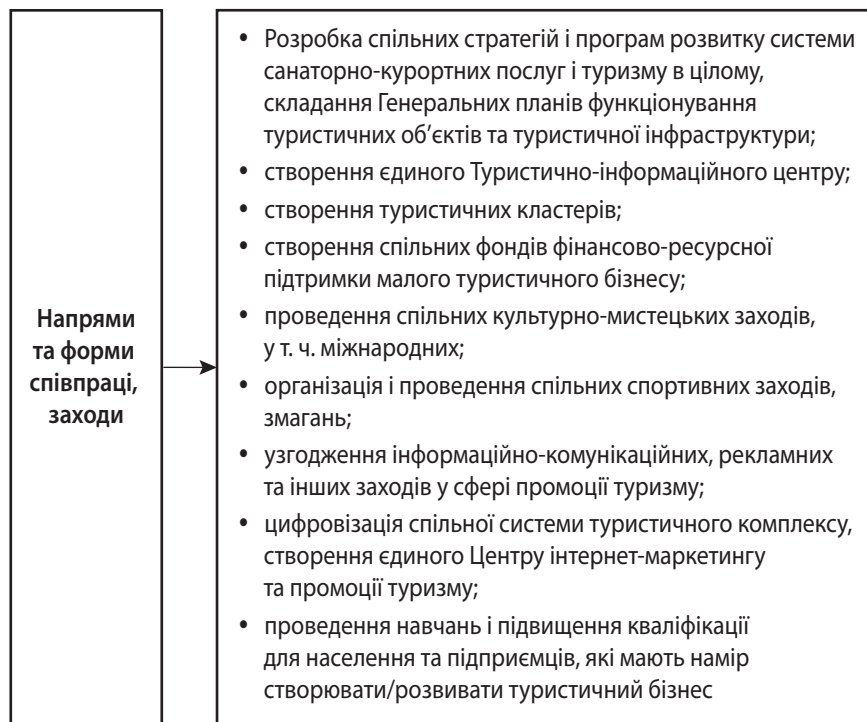 Напрями
та форми
співпраці,
заходи
• Розробка спільних стратегій і програм розвитку системи
санаторно-курортних послуг і туризму в цілому,
складання Генеральних планів функціонування
туристичних об’єктів та туристичної інфраструктури;
• створення єдиного Туристично-інформаційного центру;
• створення туристичних кластерів;
• створення спільних фондів фінансово-ресурсної
підтримки малого туристичного бізнесу;
• проведення спільних культурно-мистецьких заходів,
у т. ч. міжнародних;
• організація і проведення спільних спортивних заходів,
змагань;
• узгодження інформаційно-комунікаційних, рекламних
та інших заходів у сфері промоції туризму;
• цифровізація спільної системи туристичного комплексу,
створення єдиного Центру інтернет-маркетингу
та промоції туризму;
• проведення навчань і підвищення кваліфікації
для населення та підприємців, які мають намір
створювати/розвивати туристичний бізнес